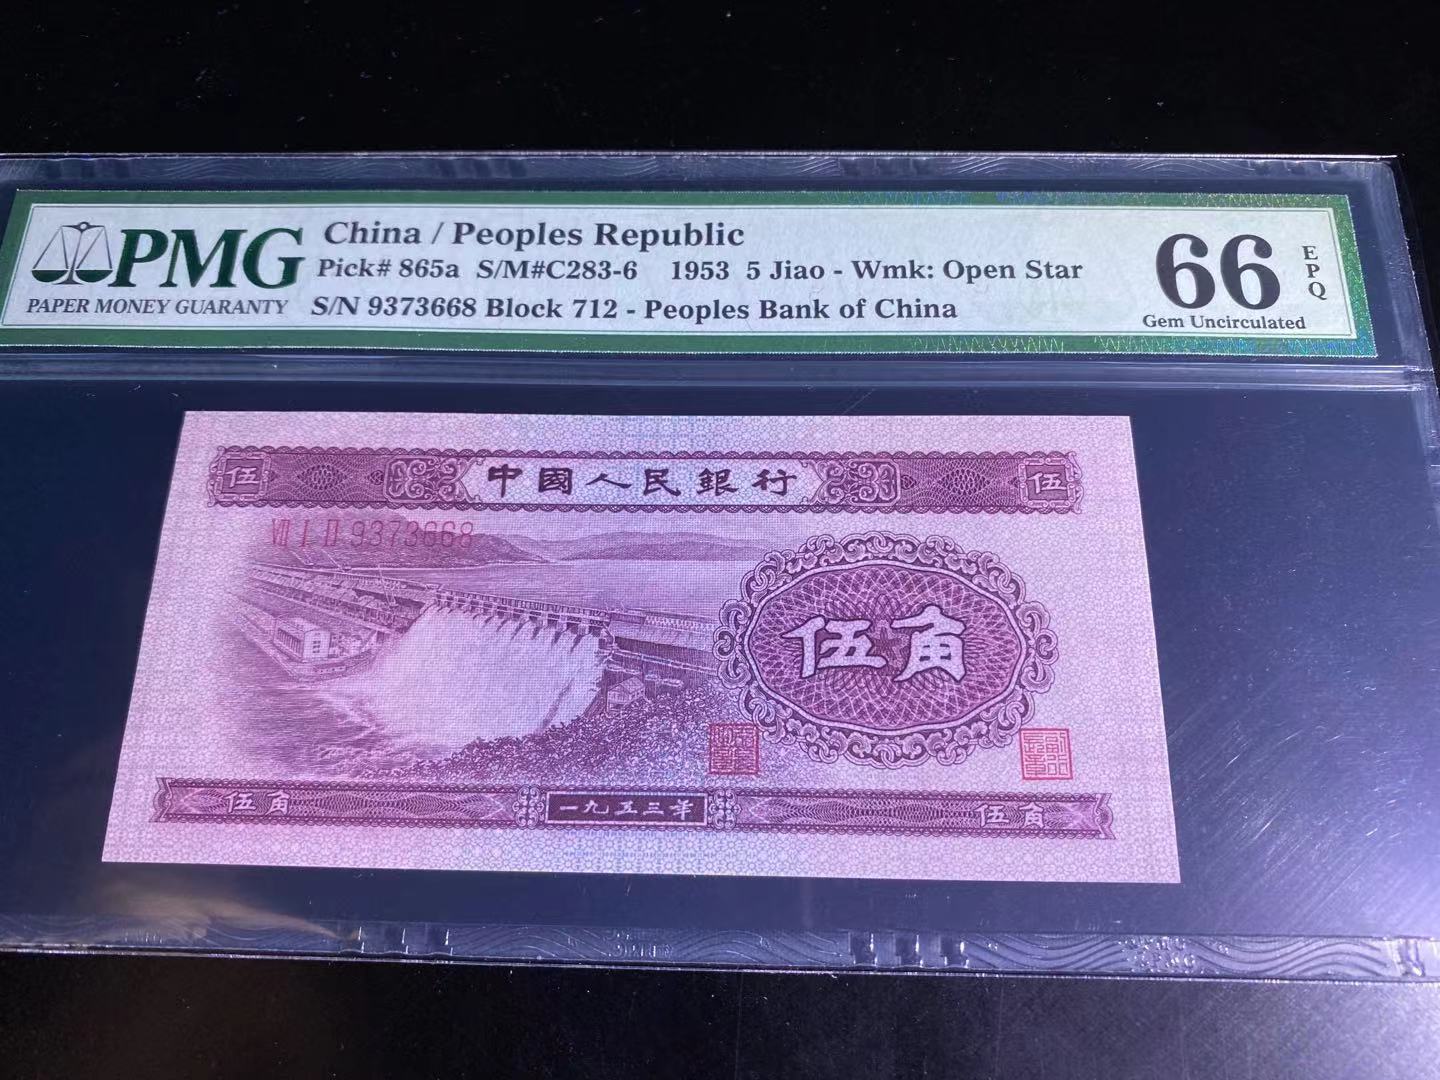 PMG
PAPER MONEY GUARANTY
China / Peoples Republic
Pick# 865a S/M#C283-6 1953 5 Jiao - Wmk: Open Star
S/N 9373668 Block 712 - Peoples Bank of China
66 EPQ
Gem Uncirculated
伍 中國人民銀行 伍
VII I II 9373668
伍角
伍角 一九五三年 伍角
PMG